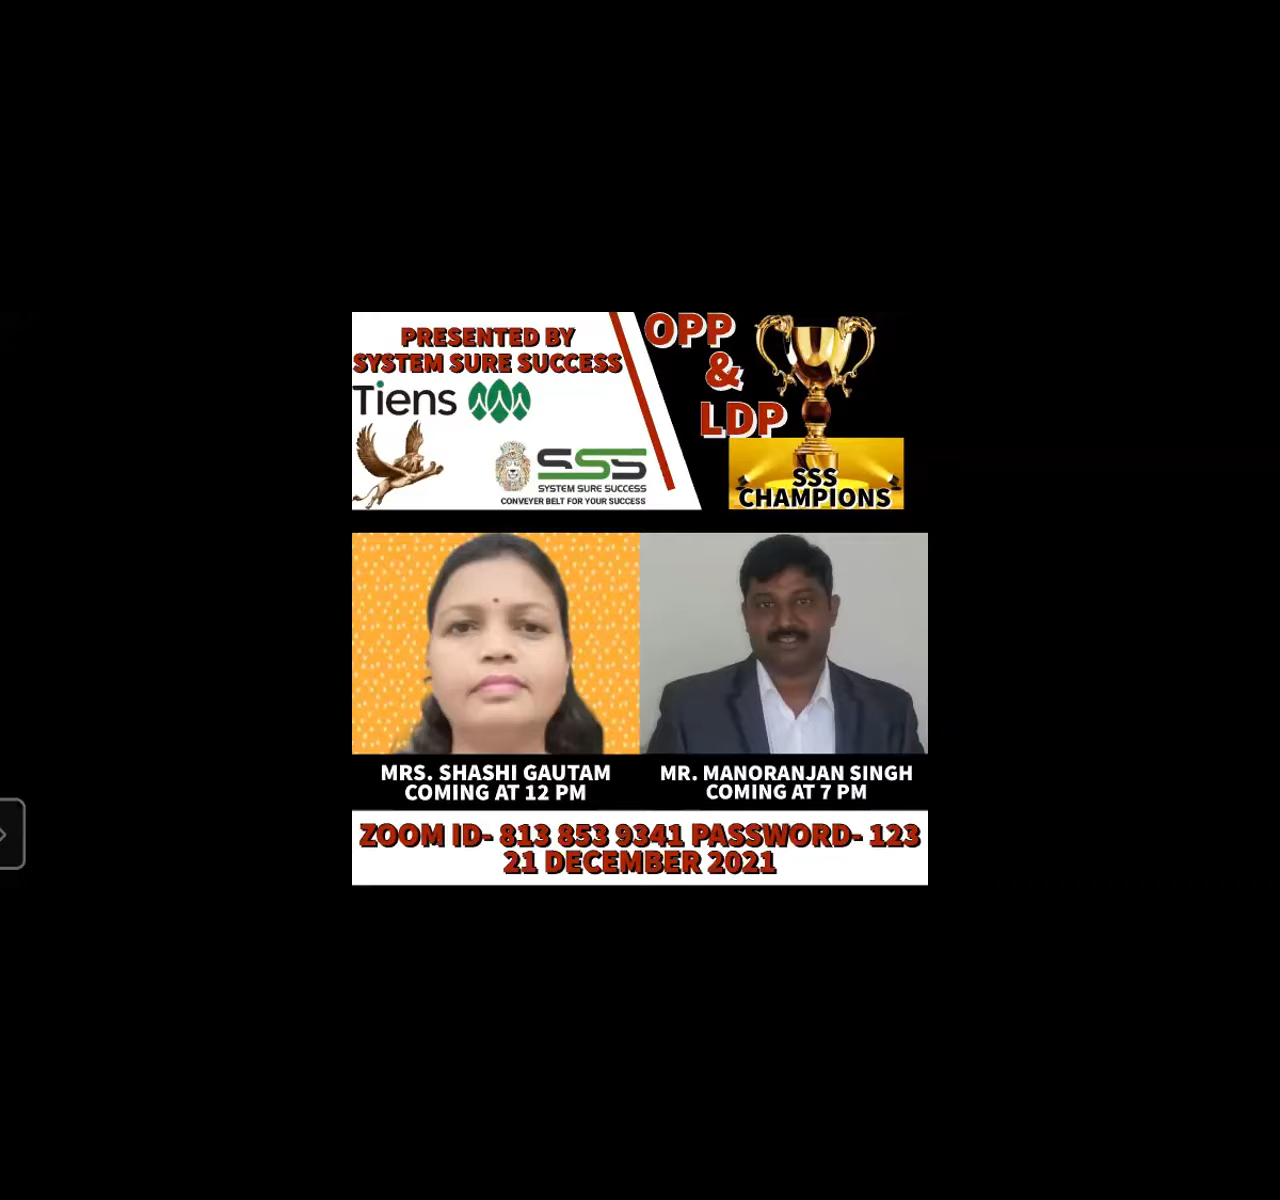 PRESENTED BY
SYSTEM SURE SUCCESS
Tiens
SSS
SYSTEM SURE SUCCESS
CONVEYER BELT FOR YOUR SUCCESS
OPP
&
LDP
SSS
CHAMPIONS
MRS. SHASHI GAUTAM
COMING AT 12 PM
MR. MANORANJAN SINGH
COMING AT 7 PM
ZOOM ID- 813 853 9341 PASSWORD- 123
21 DECEMBER 2021